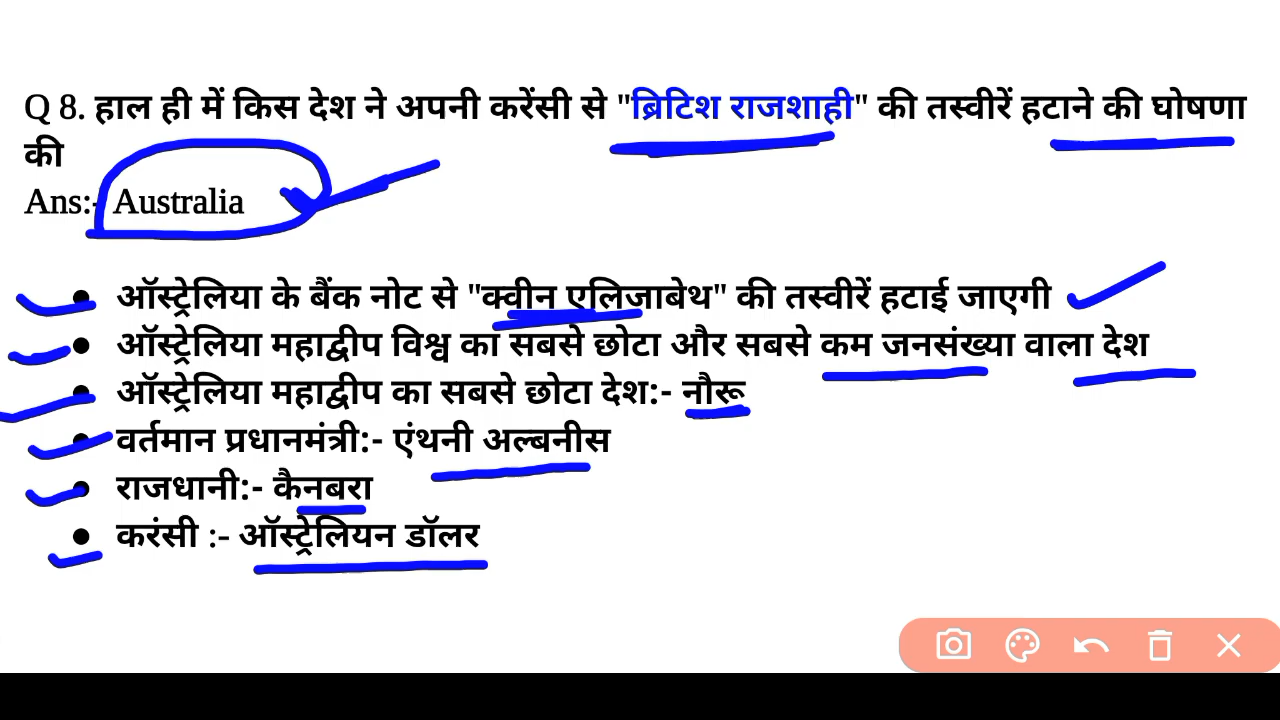 Q 8. हाल ही में किस देश ने अपनी करेंसी से "ब्रिटिश राजशाही" की तस्वीरें हटाने की घोषणा
की
Ans:- Australia
● ऑस्ट्रेलिया के बैंक नोट से "क्वीन एलिजाबेथ" की तस्वीरें हटाई जाएगी
● ऑस्ट्रेलिया महाद्वीप विश्व का सबसे छोटा और सबसे कम जनसंख्या वाला देश
● ऑस्ट्रेलिया महाद्वीप का सबसे छोटा देश:- नौरू
● वर्तमान प्रधानमंत्री:- एंथनी अल्बनीस
● राजधानी:- कैनबरा
● करंसी :- ऑस्ट्रेलियन डॉलर